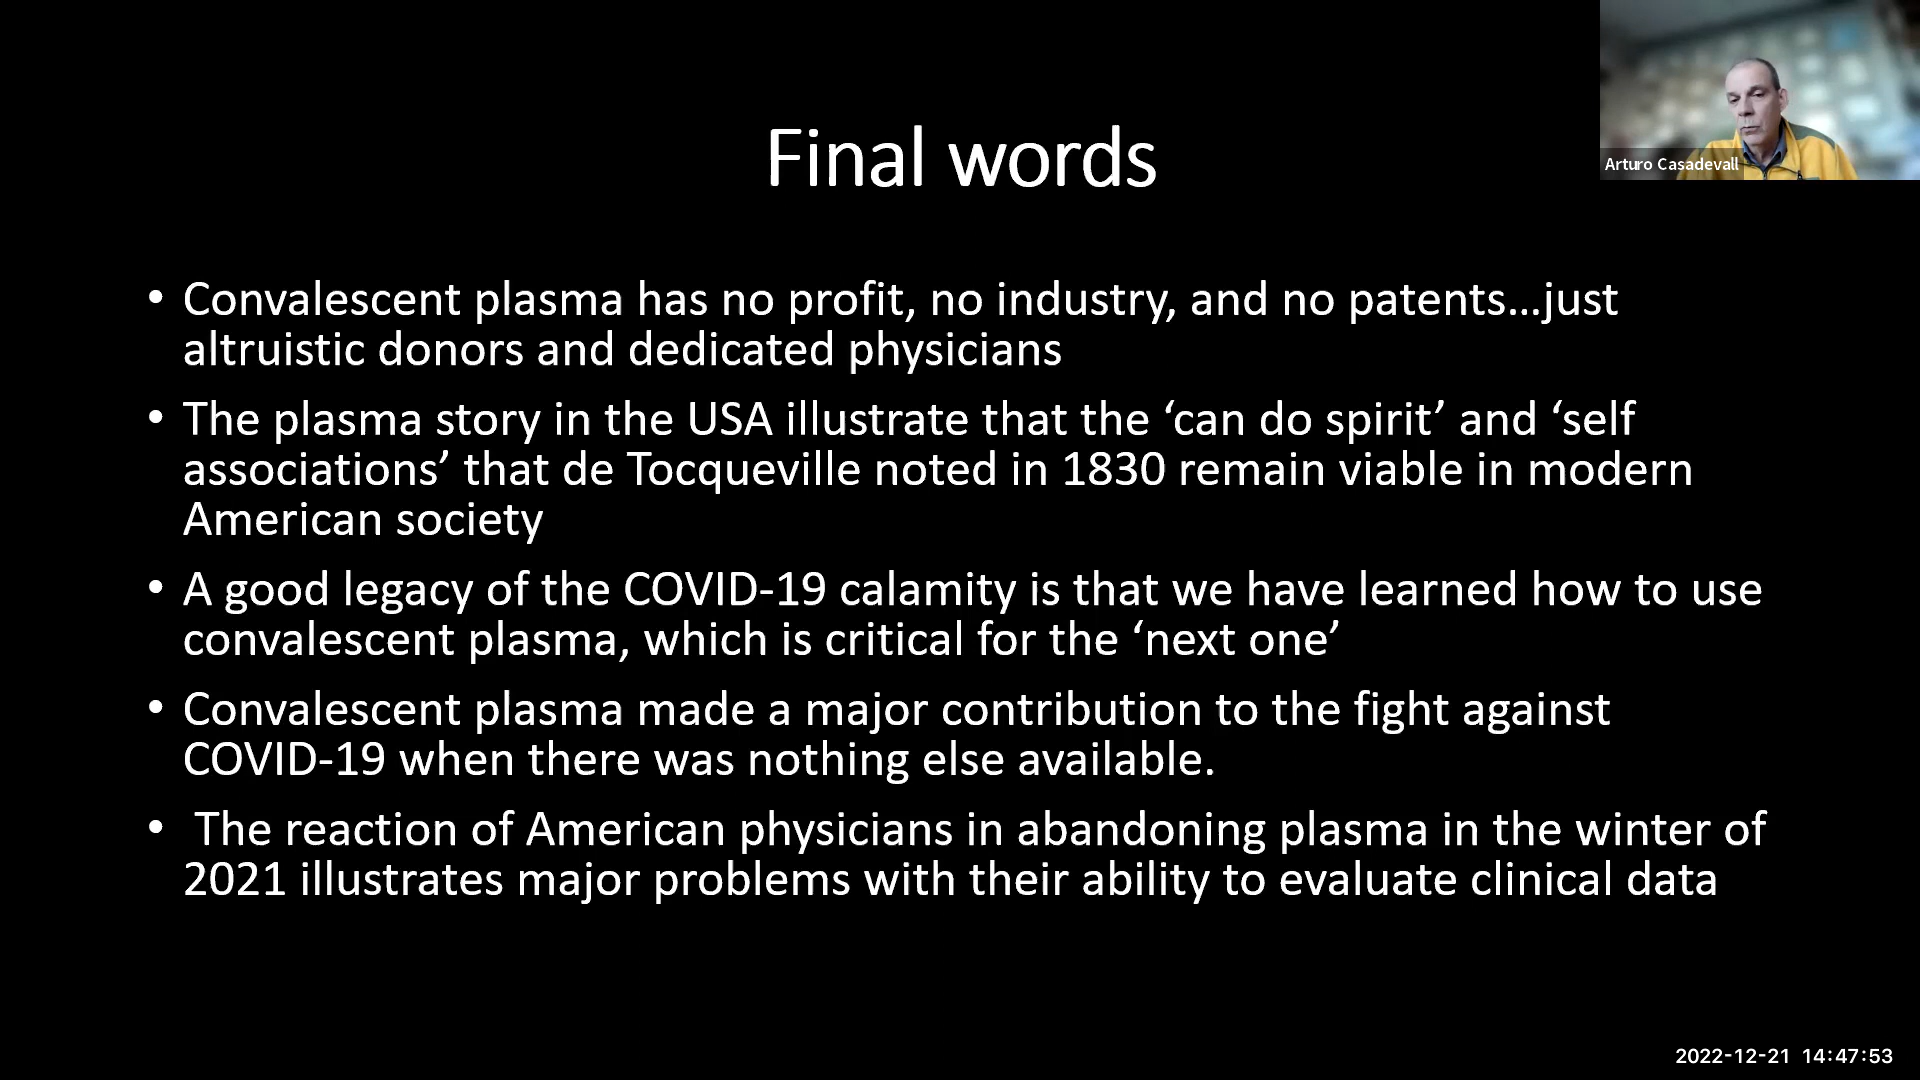 Final words
Arturo Casadevall
• Convalescent plasma has no profit, no industry, and no patents…just
altruistic donors and dedicated physicians
• The plasma story in the USA illustrate that the ‘can do spirit’ and ‘self
associations’ that de Tocqueville noted in 1830 remain viable in modern
American society
• A good legacy of the COVID-19 calamity is that we have learned how to use
convalescent plasma, which is critical for the ‘next one’
• Convalescent plasma made a major contribution to the fight against
COVID-19 when there was nothing else available.
• The reaction of American physicians in abandoning plasma in the winter of
2021 illustrates major problems with their ability to evaluate clinical data
2022-12-21 14:47:53